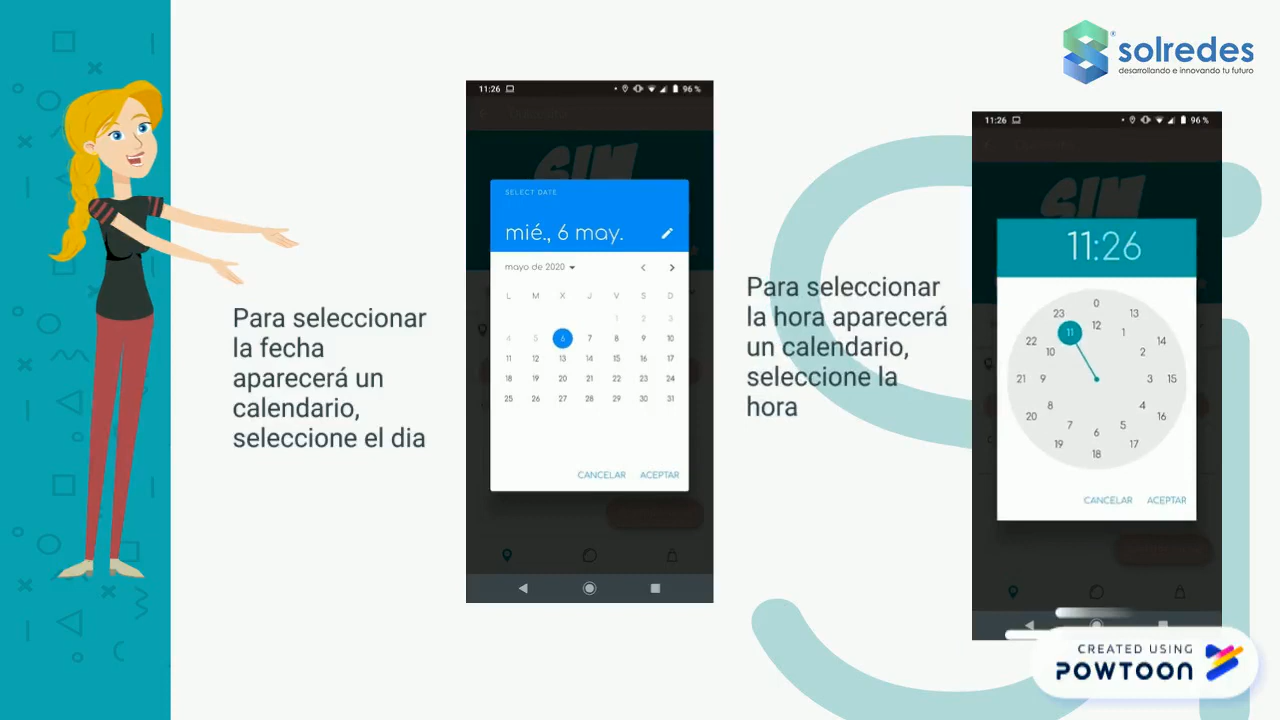 solredes
desarrollando e innovando tu futuro
Para seleccionar
la fecha
aparecerá un
calendario,
seleccione el dia
11:26
96 %
SIM
SELECT DATE
mié., 6 may.
mayo de 2020
L M X J V S D
1 2 3
4 5 6 7 8 9 10
11 12 13 14 15 16 17
18 19 20 21 22 23 24
25 26 27 28 29 30 31
CANCELAR ACEPTAR
Para seleccionar
la hora aparecerá
un calendario,
seleccione la
hora
11:26
96 %
SIM
11:26
0
23 13
11 12 1
22 14
10 2
21 9 3 15
8 4
20 16
7 5
19 6 17
18
CANCELAR ACEPTAR
CREATED USING
POWTOON